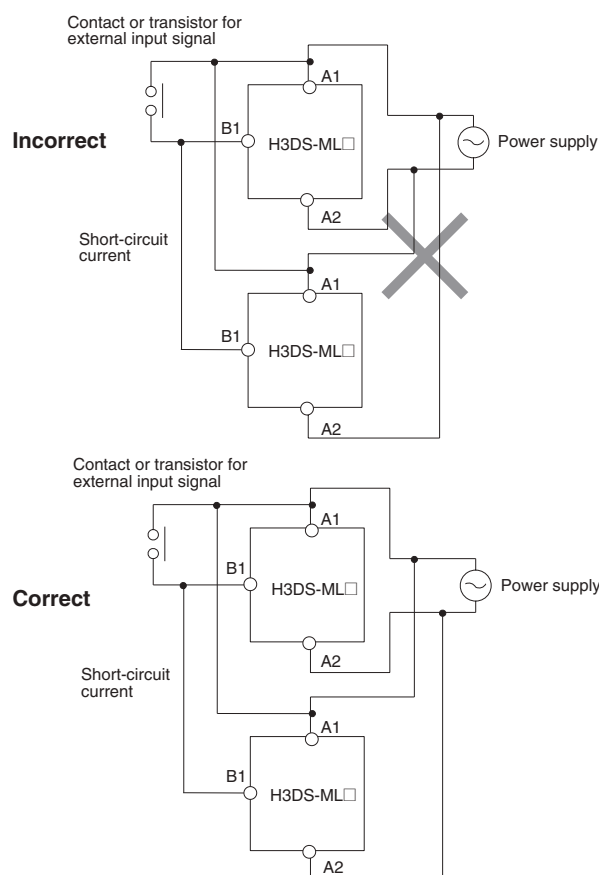 Contact or transistor for
external input signal
A1
B1
Incorrect
H3DS-ML□
Power supply
A2
Short-circuit
current
A1
B1
H3DS-ML□
A2
Contact or transistor for
external input signal
A1
B1
Correct
H3DS-ML□
Power supply
A2
Short-circuit
current
A1
B1
H3DS-ML□
A2